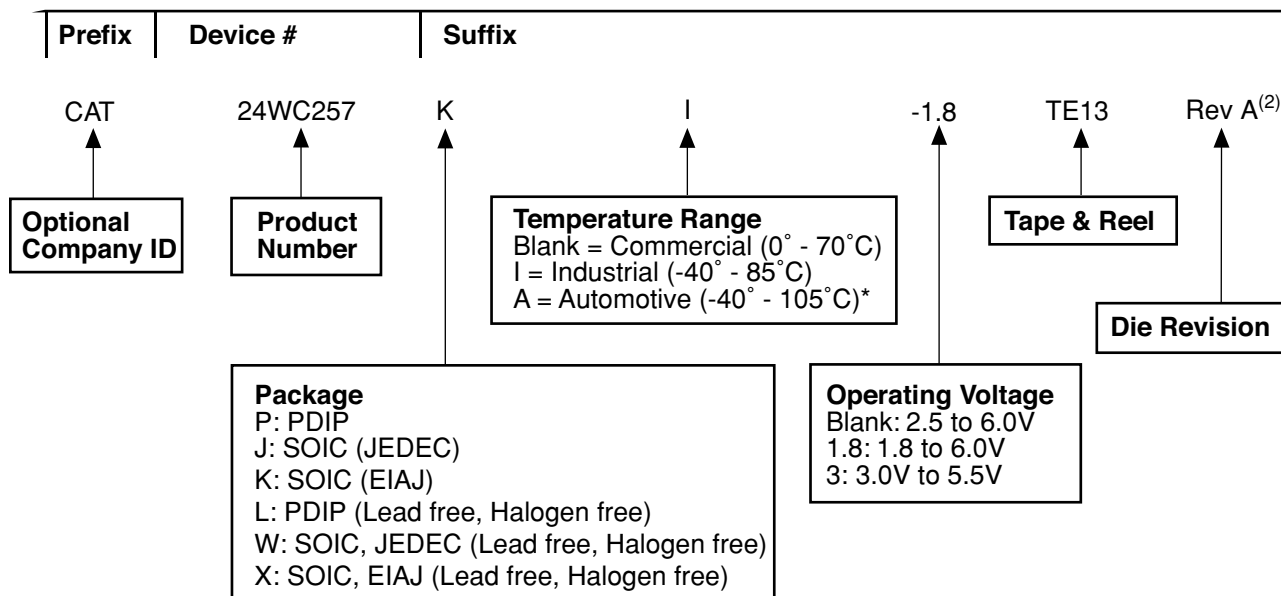 Prefix Device # Suffix
CAT 24WC257 K I -1.8 TE13 Rev A(2)
Optional
Company ID
Product
Number
Temperature Range
Blank = Commercial (0˚ - 70˚C)
I = Industrial (-40˚ - 85˚C)
A = Automotive (-40˚ - 105˚C)*
Tape & Reel
Die Revision
Package
P: PDIP
J: SOIC (JEDEC)
K: SOIC (EIAJ)
L: PDIP (Lead free, Halogen free)
W: SOIC, JEDEC (Lead free, Halogen free)
X: SOIC, EIAJ (Lead free, Halogen free)
Operating Voltage
Blank: 2.5 to 6.0V
1.8: 1.8 to 6.0V
3: 3.0V to 5.5V